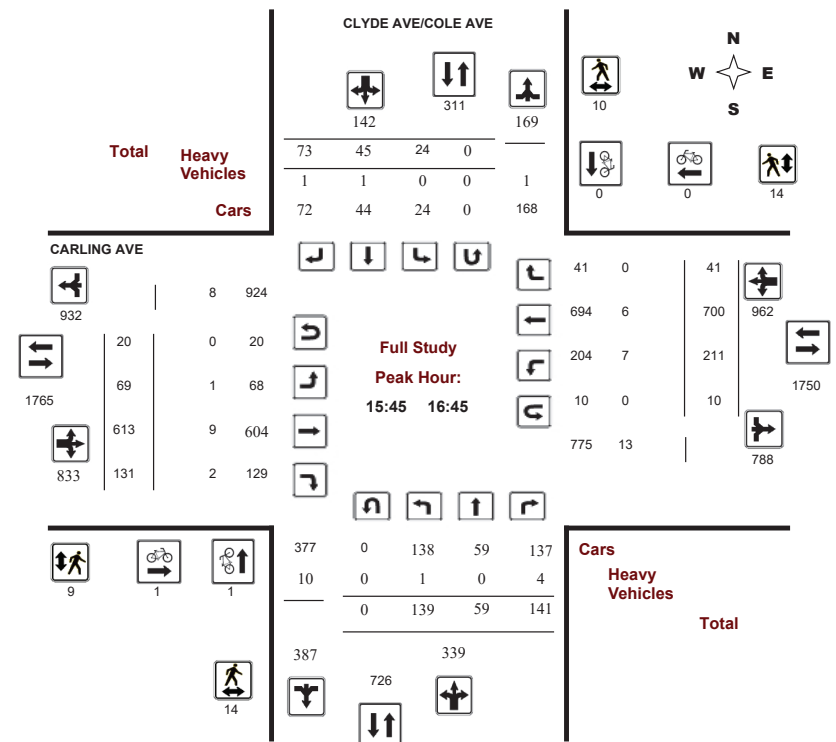 CLYDE AVE/COLE AVE
N
W E
S
142 311 169 10
Total Heavy Vehicles Cars
73 45 24 0
1 1 0 0 1
72 44 24 0 168
0 0 14
CARLING AVE
932 8 924
20 0 20
69 1 68
613 9 604
131 2 129
1765
833
Full Study
Peak Hour:
15:45 16:45
41 0 41
694 6 700 962
204 7 211
10 0 10
775 13
1750
788
377 0 138 59 137
10 0 1 0 4
0 139 59 141
387 339
726
Cars
Heavy
Vehicles
Total
9 1 1
14